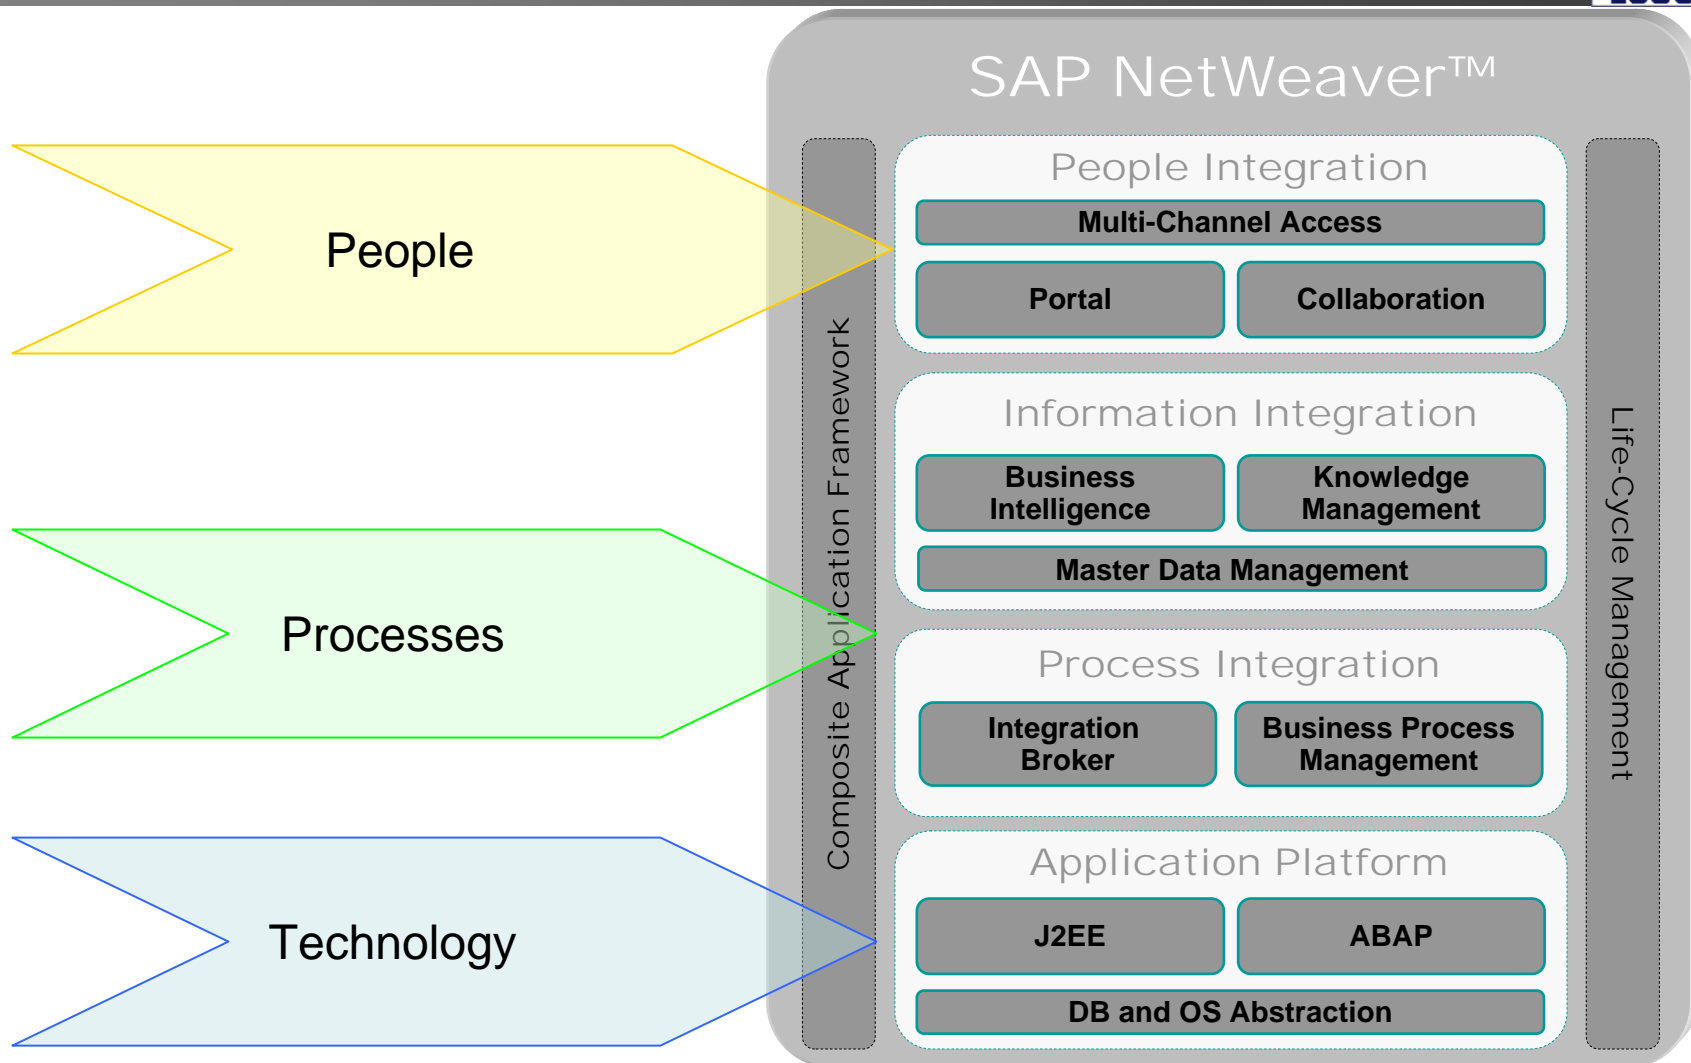 SAP NetWeaver™
People
Processes
Technology
Composite Application Framework
People Integration
Multi-Channel Access
Portal
Collaboration
Information Integration
Business
Intelligence
Knowledge
Management
Master Data Management
Process Integration
Integration
Broker
Business Process
Management
Application Platform
J2EE
ABAP
DB and OS Abstraction
Life-Cycle Management